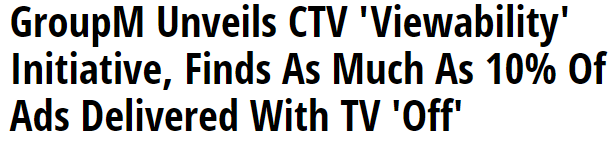 GroupM Unveils CTV 'Viewability'
Initiative, Finds As Much As 10% Of
Ads Delivered With TV 'Off'